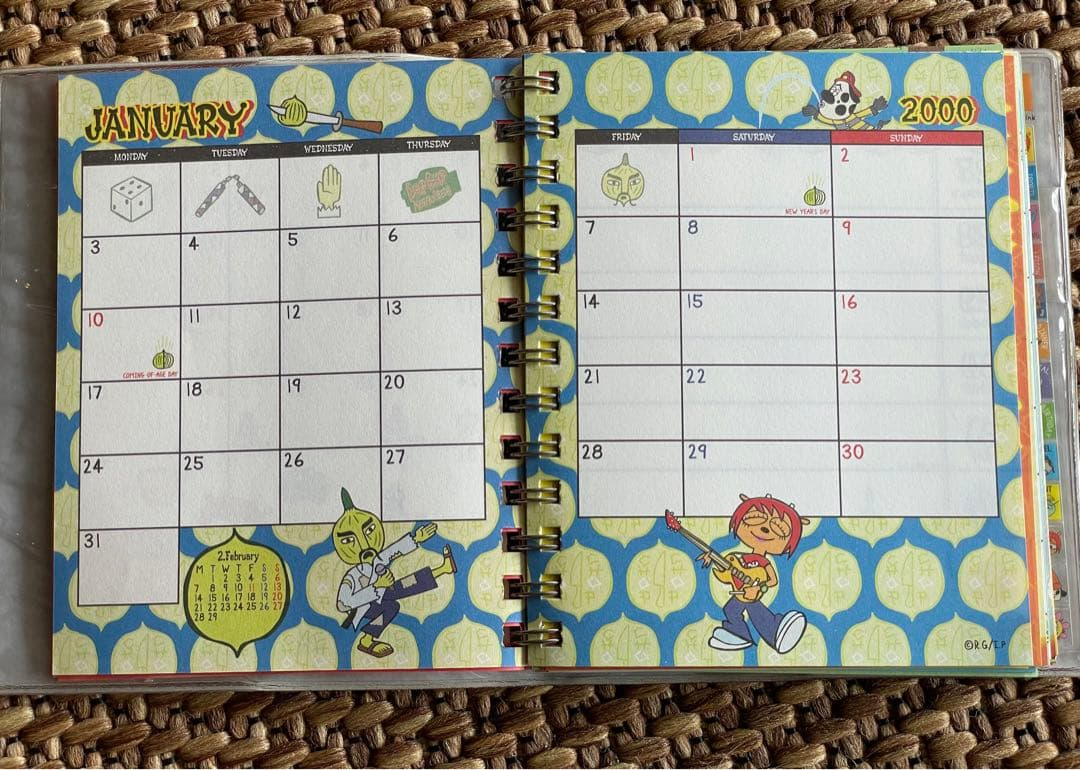 JANUARY
2000
MONDAY TUESDAY WEDNESDAY THURSDAY FRIDAY SATURDAY SUNDAY
1 2
NEW YEAR'S DAY
3 4 5 6 7 8 9
10 11 12 13 14 15 16
COMING-OF-AGE DAY
17 18 19 20 21 22 23
24 25 26 27 28 29 30
31
2.February
M T W T F S S
1 2 3 4 5 6
7 8 9 10 11 12 13
14 15 16 17 18 19 20
21 22 23 24 25 26 27
28 29
©R.G/I.P